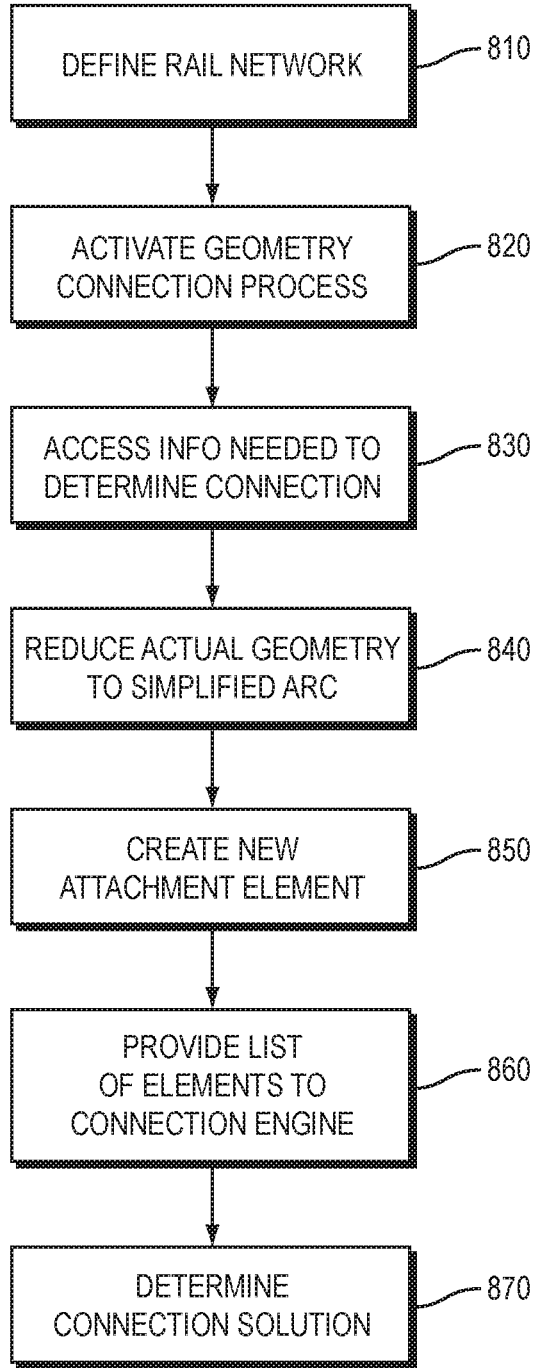 DEFINE RAIL NETWORK
810
ACTIVATE GEOMETRY
CONNECTION PROCESS
820
ACCESS INFO NEEDED TO
DETERMINE CONNECTION
830
REDUCE ACTUAL GEOMETRY
TO SIMPLIFIED ARC
840
CREATE NEW
ATTACHMENT ELEMENT
850
PROVIDE LIST
OF ELEMENTS TO
CONNECTION ENGINE
860
DETERMINE
CONNECTION SOLUTION
870